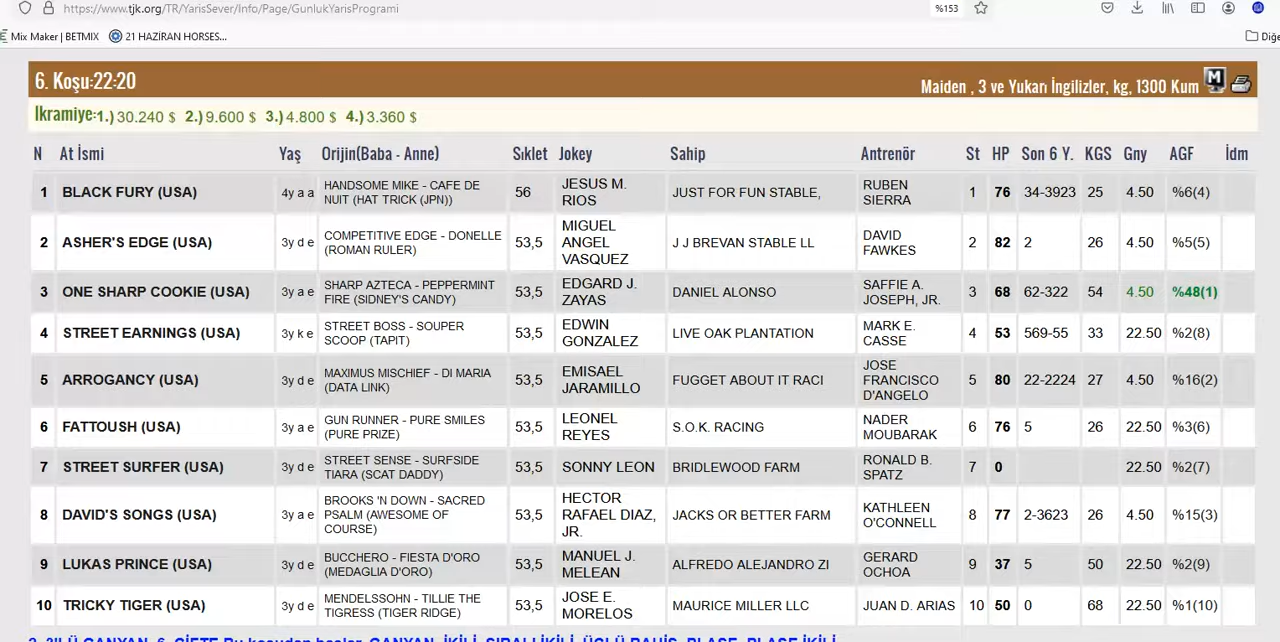 https://www.tjk.org/TR/YarisSever/Info/Page/GunlukYarisProgrami %153
Mix Maker | BETMIX 21 HAZİRAN HORSES... Diğe
6. Koşu:22:20 Maiden , 3 ve Yukarı İngilizler, kg, 1300 Kum M
İkramiye:1.) 30.240 $ 2.) 9.600 $ 3.) 4.800 $ 4.) 3.360 $
N At İsmi Yaş Orijin(Baba - Anne) Sıklet Jokey Sahip Antrenör St HP Son 6 Y. KGS Gny AGF İdm
1 BLACK FURY (USA) 4y a a HANDSOME MIKE - CAFE DE NUIT (HAT TRICK (JPN)) 56 JESUS M. RIOS JUST FOR FUN STABLE, RUBEN SIERRA 1 76 34-3923 25 4.50 %6(4)
2 ASHER'S EDGE (USA) 3y d e COMPETITIVE EDGE - DONELLE (ROMAN RULER) 53,5 MIGUEL ANGEL VASQUEZ J J BREVAN STABLE LL DAVID FAWKES 2 82 2 26 4.50 %5(5)
3 ONE SHARP COOKIE (USA) 3y a e SHARP AZTECA - PEPPERMINT FIRE (SIDNEY'S CANDY) 53,5 EDGARD J. ZAYAS DANIEL ALONSO SAFFIE A. JOSEPH, JR. 3 68 62-322 54 4.50 %48(1)
4 STREET EARNINGS (USA) 3y k e STREET BOSS - SOUPER SCOOP (TAPIT) 53,5 EDWIN GONZALEZ LIVE OAK PLANTATION MARK E. CASSE 4 53 569-55 33 22.50 %2(8)
5 ARROGANCY (USA) 3y d e MAXIMUS MISCHIEF - DI MARIA (DATA LINK) 53,5 EMISAEL JARAMILLO FUGGET ABOUT IT RACI JOSE FRANCISCO D'ANGELO 5 80 22-2224 27 4.50 %16(2)
6 FATTOUSH (USA) 3y a e GUN RUNNER - PURE SMILES (PURE PRIZE) 53,5 LEONEL REYES S.O.K. RACING NADER MOUBARAK 6 76 5 26 22.50 %3(6)
7 STREET SURFER (USA) 3y d e STREET SENSE - SURFSIDE TIARA (SCAT DADDY) 53,5 SONNY LEON BRIDLEWOOD FARM RONALD B. SPATZ 7 0 22.50 %2(7)
8 DAVID'S SONGS (USA) 3y a e BROOKS 'N DOWN - SACRED PSALM (AWESOME OF COURSE) 53,5 HECTOR RAFAEL DIAZ, JR. JACKS OR BETTER FARM KATHLEEN O'CONNELL 8 77 2-3623 26 4.50 %15(3)
9 LUKAS PRINCE (USA) 3y d e BUCCHERO - FIESTA D'ORO (MEDAGLIA D'ORO) 53,5 MANUEL J. MELEAN ALFREDO ALEJANDRO ZI GERARD OCHOA 9 37 5 50 22.50 %2(9)
10 TRICKY TIGER (USA) 3y d e MENDELSSOHN - TILLIE THE TIGRESS (TIGER RIDGE) 53,5 JOSE E. MORELOS MAURICE MILLER LLC JUAN D. ARIAS 10 50 0 68 22.50 %1(10)